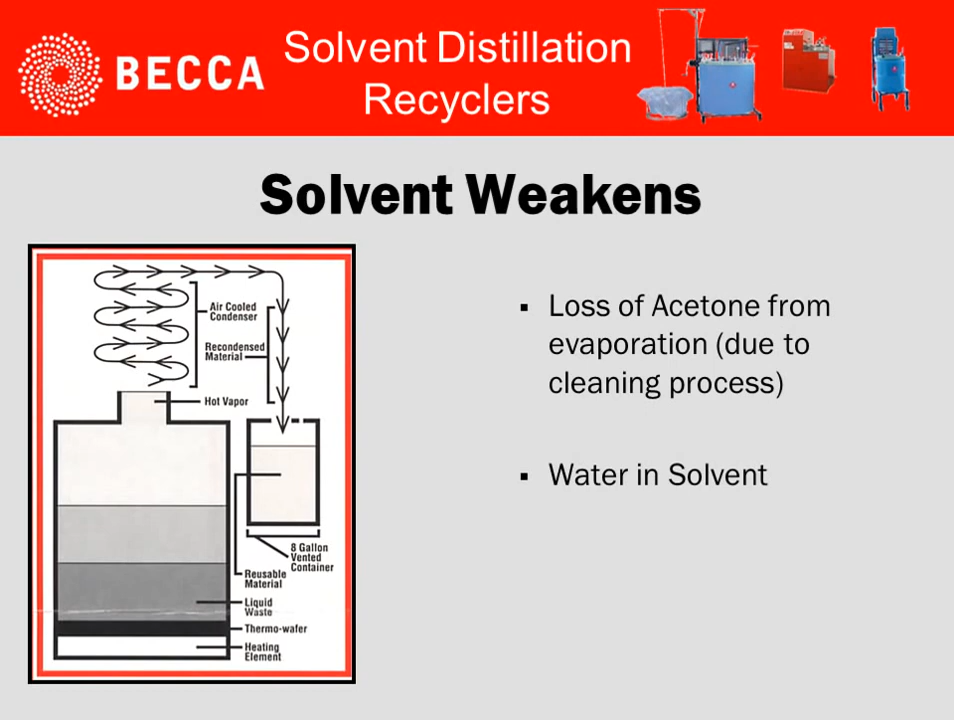 BECCA
Solvent Distillation
Recyclers
Solvent Weakens
Air Cooled
Condenser
Recondensed
Material
Hot Vapor
8 Gallon
Vented
Container
Reusable
Material
Liquid
Waste
Thermo-wafer
Heating
Element
▪ Loss of Acetone from
evaporation (due to
cleaning process)
▪ Water in Solvent